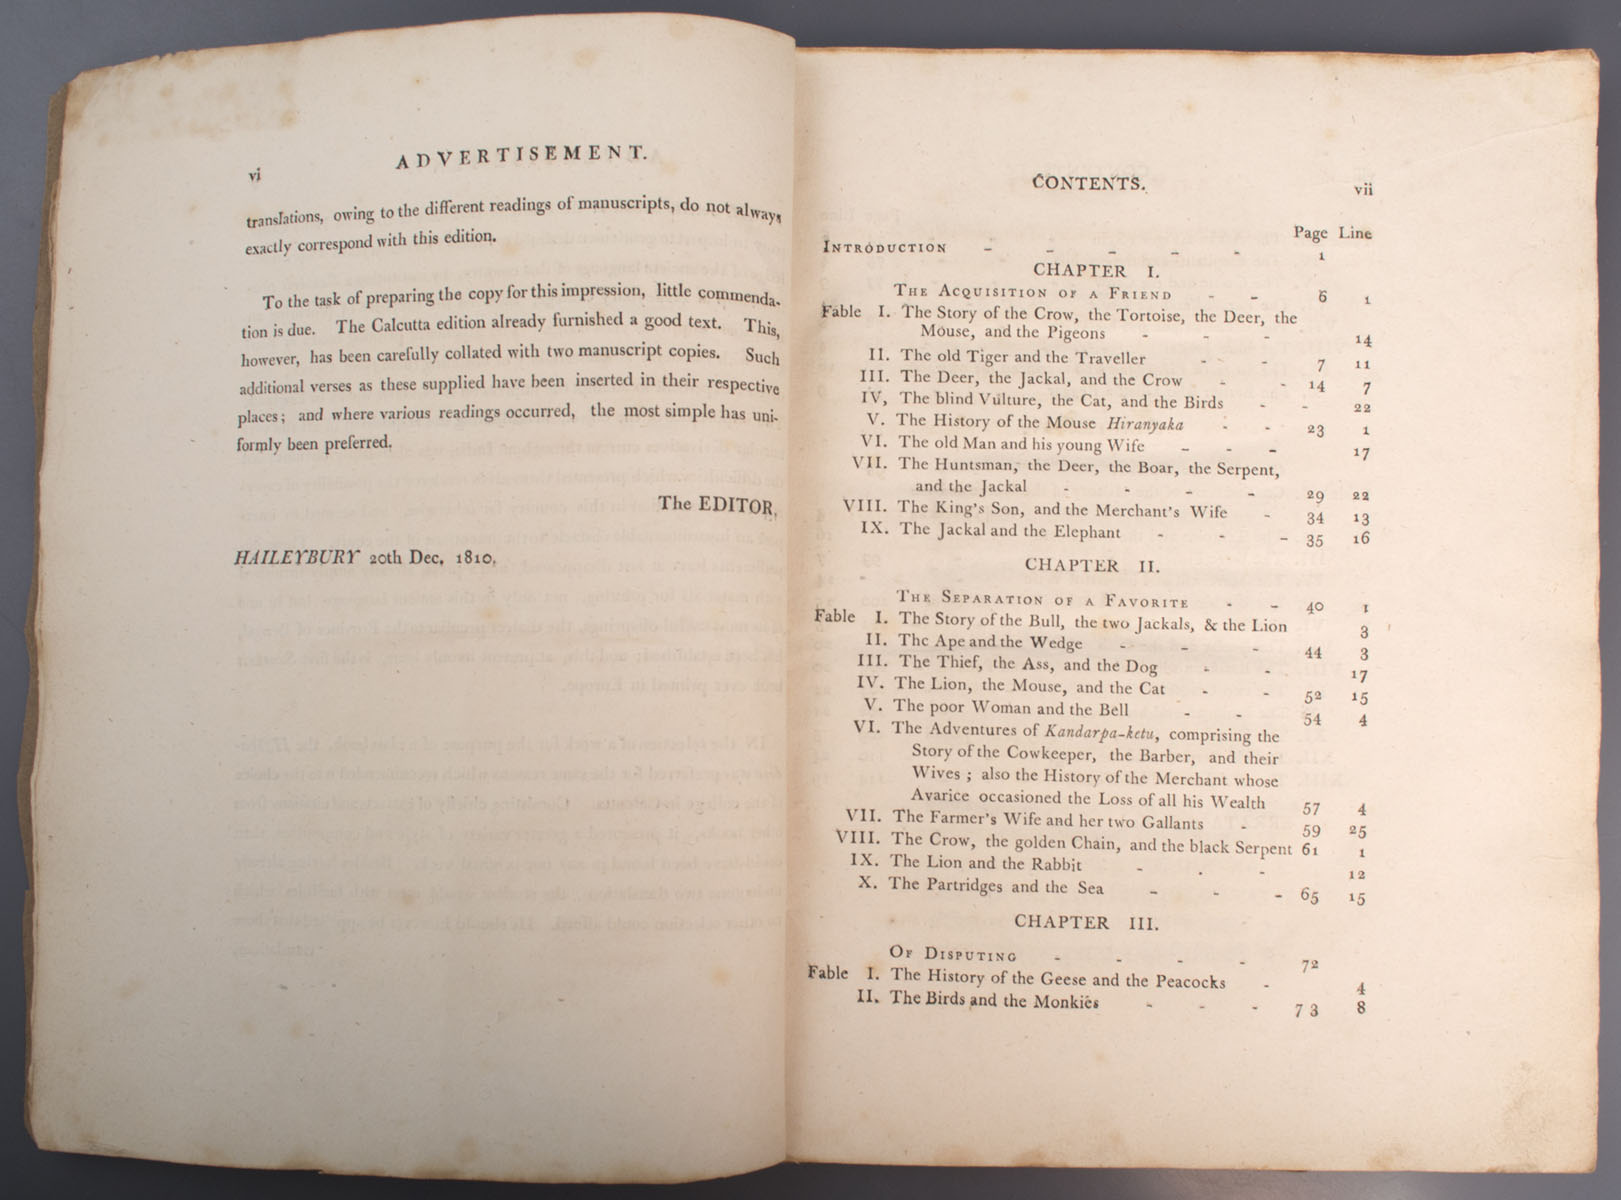 vi
ADVERTISEMENT.
translations, owing to the different readings of manuscripts, do not always
exactly correspond with this edition.
To the task of preparing the copy for this impression, little commenda-
tion is due. The Calcutta edition already furnished a good text. This,
however, has been carefully collated with two manuscript copies. Such
additional verses as these supplied have been inserted in their respective
places; and where various readings occurred, the most simple has uni-
formly been preferred.
The EDITOR.
HAILEYBURY 20th Dec. 1810.
CONTENTS. vii
Page Line
INTRODUCTION - - - - - 1
CHAPTER I.
THE ACQUISITION OF A FRIEND - - 6 1
Fable I. The Story of the Crow, the Tortoise, the Deer, the
Mouse, and the Pigeons - - - 14
II. The old Tiger and the Traveller - - 7 11
III. The Deer, the Jackal, and the Crow - - 14 7
IV, The blind Vulture, the Cat, and the Birds - - 22
V. The History of the Mouse Hiranyaka - - 23 1
VI. The old Man and his young Wife - - - 17
VII. The Huntsman, the Deer, the Boar, the Serpent,
and the Jackal - - - - 29 22
VIII. The King's Son, and the Merchant's Wife - 34 13
IX. The Jackal and the Elephant - - - 35 16
CHAPTER II.
THE SEPARATION OF A FAVORITE - - 40 1
Fable I. The Story of the Bull, the two Jackals, & the Lion 3
II. The Ape and the Wedge - - - 44 3
III. The Thief, the Ass, and the Dog - - 17
IV. The Lion, the Mouse, and the Cat - - 52 15
V. The poor Woman and the Bell - - 54 4
VI. The Adventures of Kandarpa-ketu, comprising the
Story of the Cowkeeper, the Barber, and their
Wives ; also the History of the Merchant whose
Avarice occasioned the Loss of all his Wealth 57 4
VII. The Farmer's Wife and her two Gallants - 59 25
VIII. The Crow, the golden Chain, and the black Serpent 61 1
IX. The Lion and the Rabbit - - - 12
X. The Partridges and the Sea - - - 65 15
CHAPTER III.
OF DISPUTING - - - - 72
Fable I. The History of the Geese and the Peacocks - 4
II. The Birds and the Monkies - - - 73 8